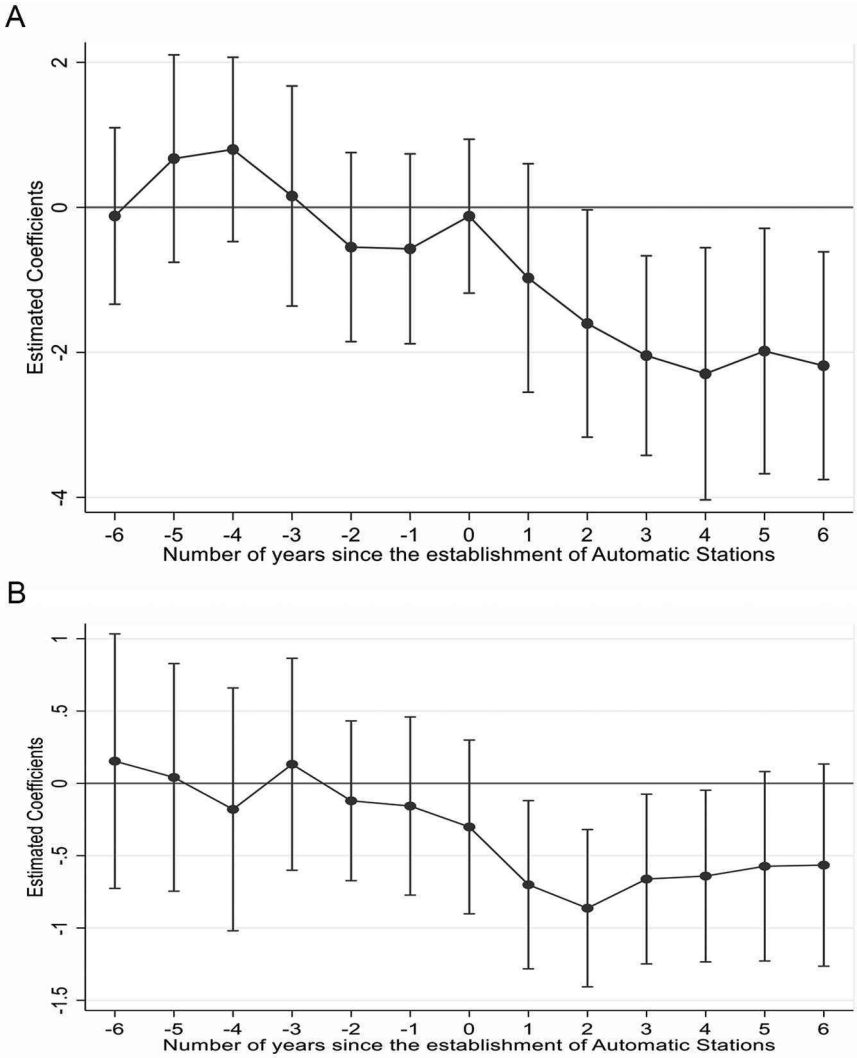 A
Estimated Coefficients
2
0
-2
-4
-6 -5 -4 -3 -2 -1 0 1 2 3 4 5 6
Number of years since the establishment of Automatic Stations
B
Estimated Coefficients
1
.5
0
-.5
-1
-1.5
-6 -5 -4 -3 -2 -1 0 1 2 3 4 5 6
Number of years since the establishment of Automatic Stations